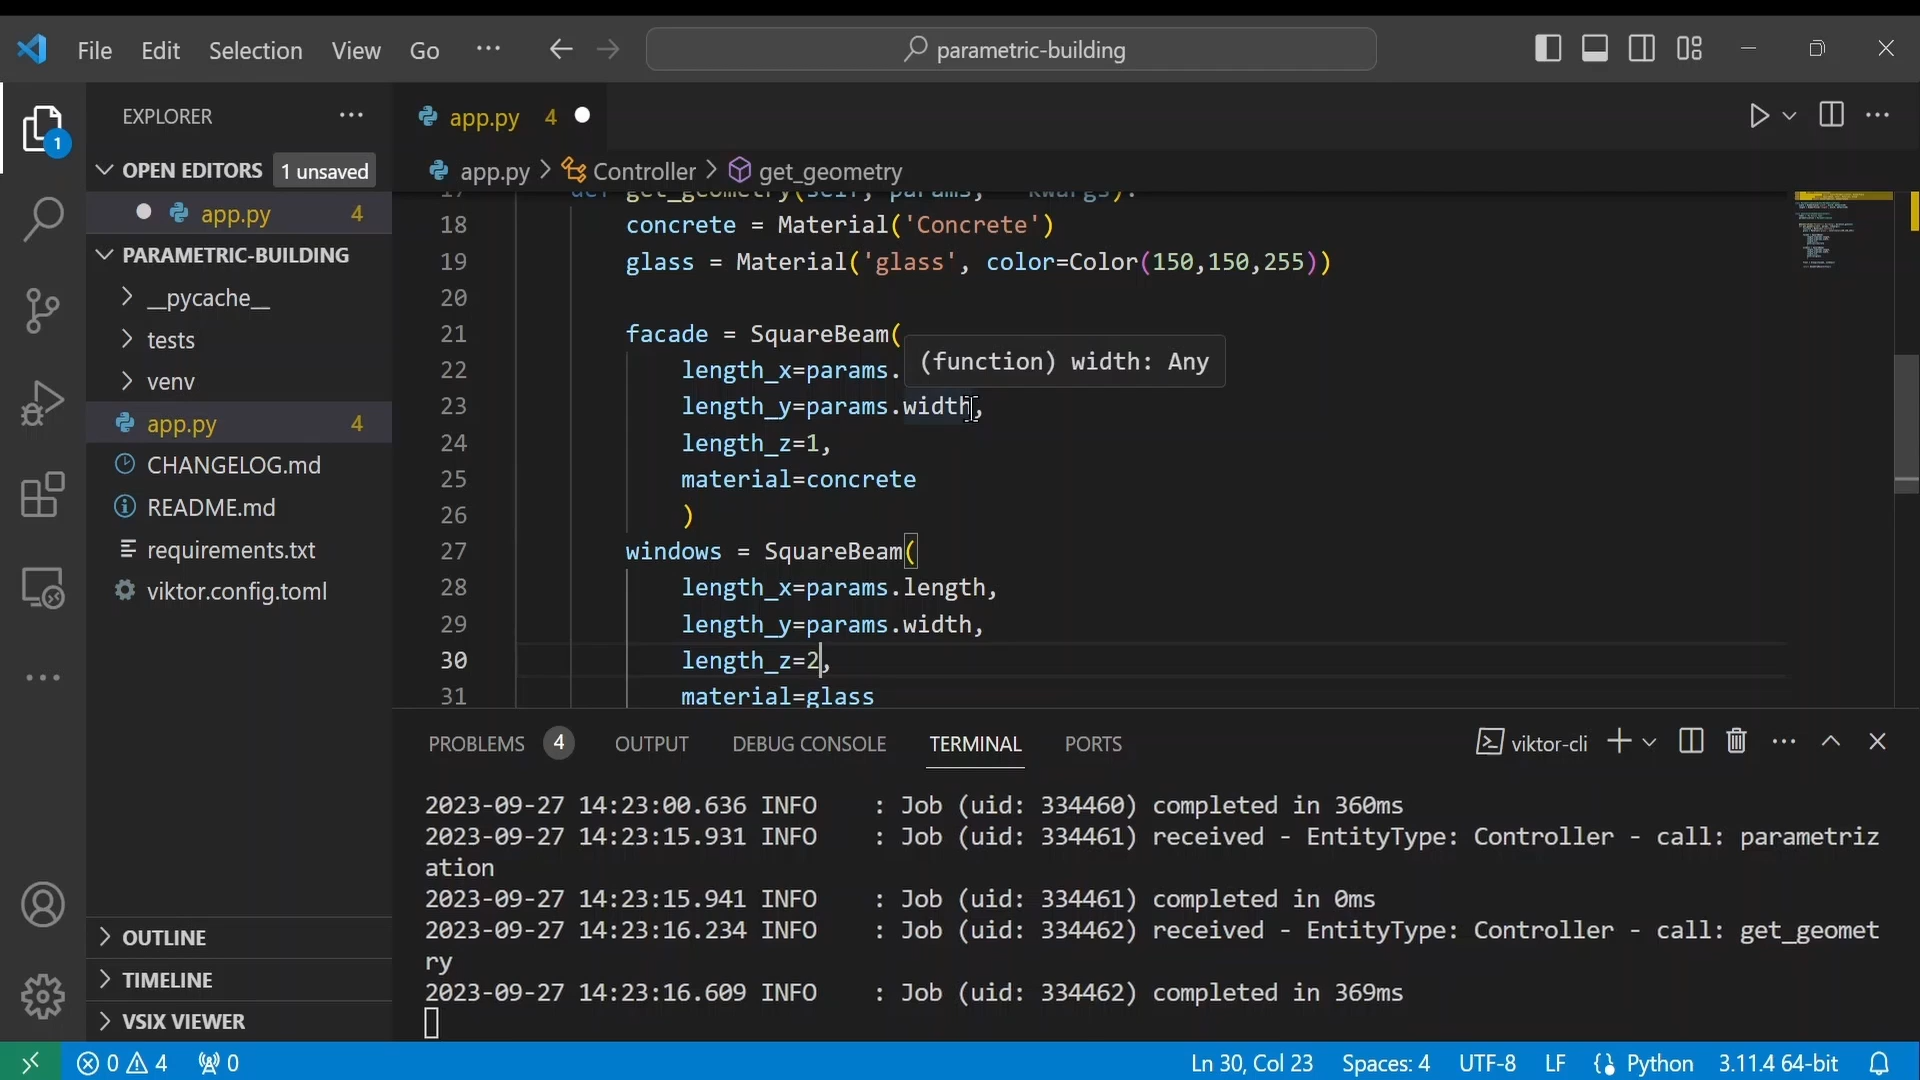 File Edit Selection View Go ··· parametric-building
EXPLORER ···
app.py 4
OPEN EDITORS 1 unsaved
app.py > Controller > get_geometry
app.py 4
PARAMETRIC-BUILDING
__pycache__
tests
venv
app.py 4
CHANGELOG.md
README.md
requirements.txt
viktor.config.toml
OUTLINE
TIMELINE
VSIX VIEWER
17 def get_geometry(self, params, **kwargs):
18 concrete = Material('Concrete')
19 glass = Material('glass', color=Color(150,150,255))
20
21 facade = SquareBeam(
(function) width: Any
22 length_x=params.
23 length_y=params.width,
24 length_z=1,
25 material=concrete
26 )
27 windows = SquareBeam(
28 length_x=params.length,
29 length_y=params.width,
30 length_z=2,
31 material=glass
PROBLEMS 4 OUTPUT DEBUG CONSOLE TERMINAL PORTS viktor-cli
2023-09-27 14:23:00.636 INFO : Job (uid: 334460) completed in 360ms
2023-09-27 14:23:15.931 INFO : Job (uid: 334461) received - EntityType: Controller - call: parametriz
ation
2023-09-27 14:23:15.941 INFO : Job (uid: 334461) completed in 0ms
2023-09-27 14:23:16.234 INFO : Job (uid: 334462) received - EntityType: Controller - call: get_geomet
ry
2023-09-27 14:23:16.609 INFO : Job (uid: 334462) completed in 369ms
0 4 0 Ln 30, Col 23 Spaces: 4 UTF-8 LF Python 3.11.4 64-bit